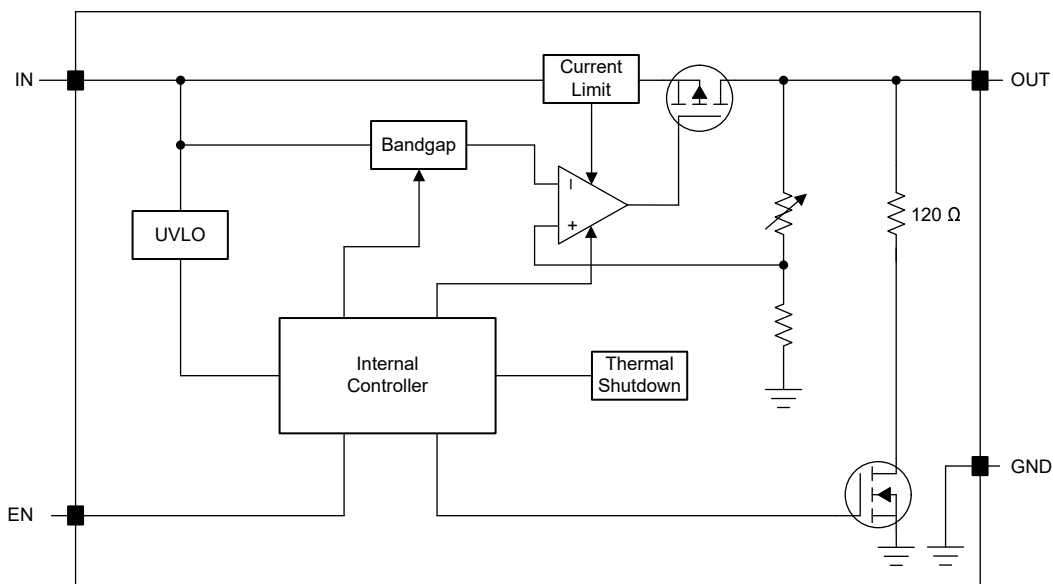 IN
Current
Limit
OUT
Bandgap
−
+
UVLO
120 Ω
Internal
Controller
Thermal
Shutdown
GND
EN